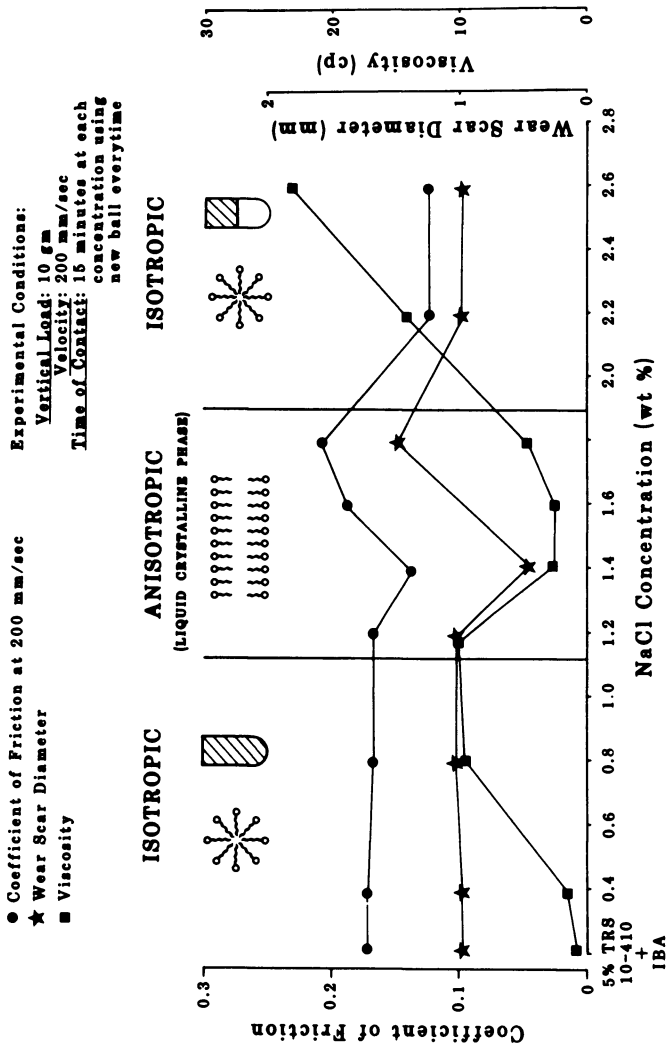 ● Coefficient of Friction at 200 mm/sec
★ Wear Scar Diameter
■ Viscosity
Experimental Conditions:
Vertical Load: 10 gm
Velocity: 200 mm/sec
Time of Contact: 15 minutes at each
concentration using
new ball everytime
ISOTROPIC
ANISOTROPIC
(LIQUID CRYSTALLINE PHASE)
ISOTROPIC
Coefficient of Friction
0.3
0.2
0.1
0
Wear Scar Diameter (mm)
2
1
Viscosity (cp)
30
20
10
0
5% TRS
10-410
+
IBA
0.4
0.6
0.8
1.0
1.2
1.4
1.6
1.8
2.0
2.2
2.4
2.6
2.8
NaCl Concentration (wt %)